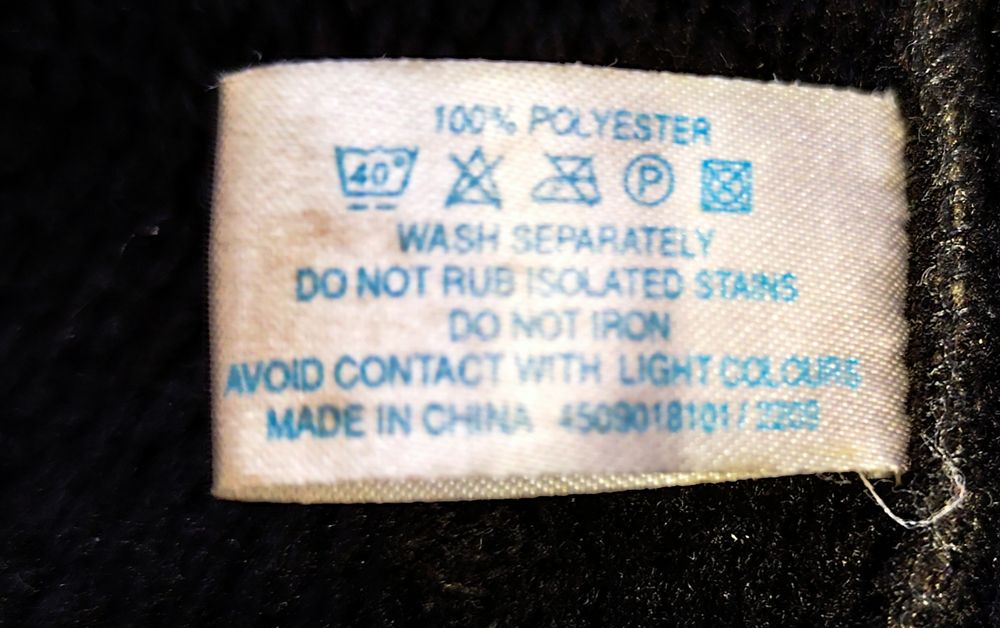 100% POLYESTER
40° P
WASH SEPARATELY
DO NOT RUB ISOLATED STAINS
DO NOT IRON
AVOID CONTACT WITH LIGHT COLOURS
MADE IN CHINA 4509018101 /